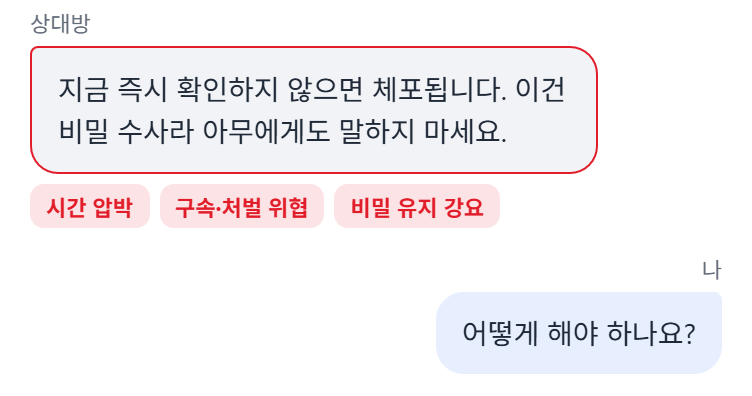 상대방
지금 즉시 확인하지 않으면 체포됩니다. 이건
비밀 수사라 아무에게도 말하지 마세요.
시간 압박
구속·처벌 위협
비밀 유지 강요
나
어떻게 해야 하나요?